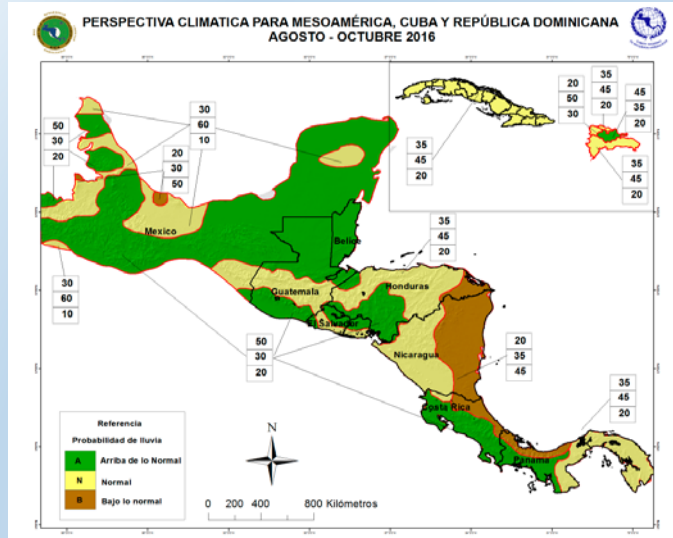 PERSPECTIVA CLIMATICA PARA MESOAMÉRICA, CUBA Y REPÚBLICA DOMINICANA
AGOSTO - OCTUBRE 2016
30
60
10
50
30
20
20
30
50
35
45
20
20
50
30
35
45
20
45
35
20
35
45
20
Mexico
Belice
35
45
20
30
60
10
Guatemala
Honduras
El Salvador
50
30
20
Nicaragua
20
35
45
Costa Rica
35
45
20
Panama
Referencia
Probabilidad de lluvia
A Arriba de lo Normal
N Normal
B Bajo lo normal
N
0 200 400 800 Kilómetros